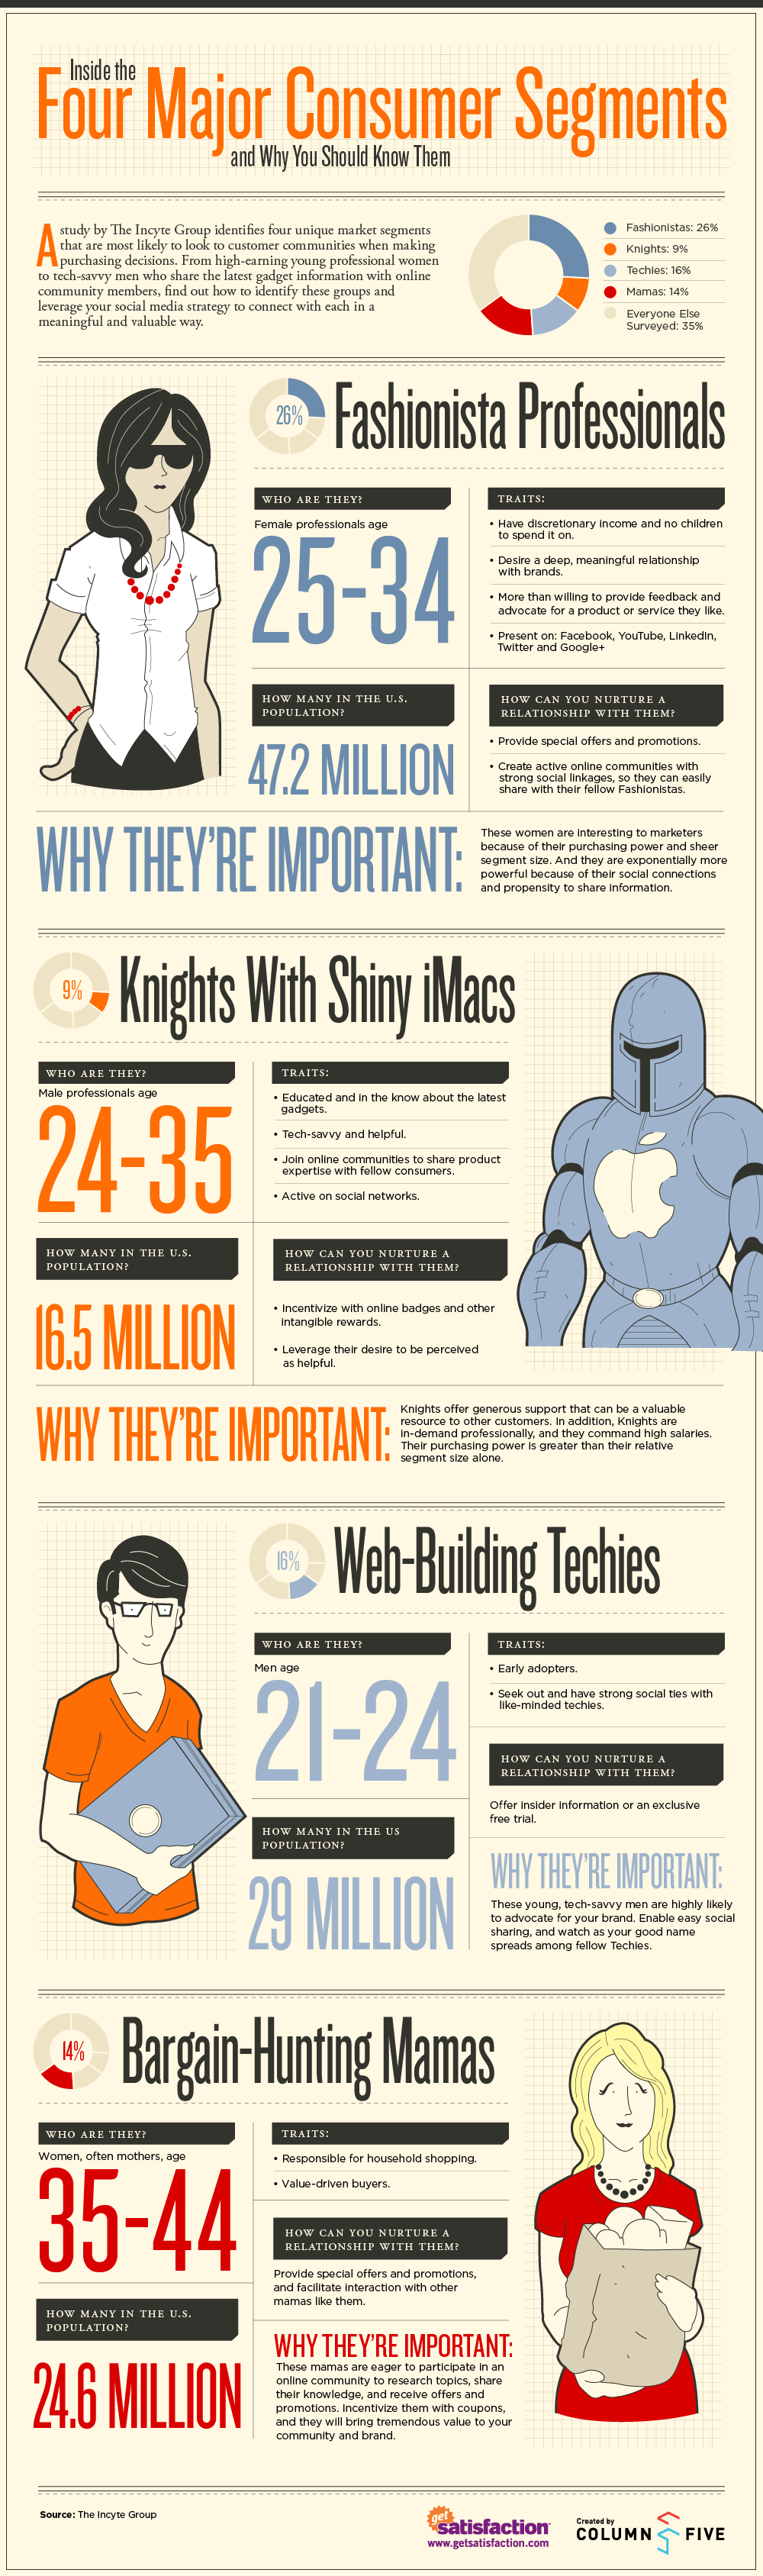 Inside the
Four Major Consumer Segments
and Why You Should Know Them
A study by The Incyte Group identifies four unique market segments
that are most likely to look to customer communities when making
purchasing decisions. From high-earning young professional women
to tech-savvy men who share the latest gadget information with online
community members, find out how to identify these groups and
leverage your social media strategy to connect with each in a
meaningful and valuable way.
Fashionistas: 26%
Knights: 9%
Techies: 16%
Mamas: 14%
Everyone Else
Surveyed: 35%
26%
Fashionista Professionals
WHO ARE THEY?
Female professionals age
25-34
HOW MANY IN THE U.S.
POPULATION?
47.2 MILLION
TRAITS:
• Have discretionary income and no children
to spend it on.
• Desire a deep, meaningful relationship
with brands.
• More than willing to provide feedback and
advocate for a product or service they like.
• Present on: Facebook, YouTube, LinkedIn,
Twitter and Google+
HOW CAN YOU NURTURE A
RELATIONSHIP WITH THEM?
• Provide special offers and promotions.
• Create active online communities with
strong social linkages, so they can easily
share with their fellow Fashionistas.
WHY THEY'RE IMPORTANT:
These women are interesting to marketers
because of their purchasing power and sheer
segment size. And they are exponentially more
powerful because of their social connections
and propensity to share information.
9%
Knights With Shiny iMacs
WHO ARE THEY?
Male professionals age
24-35
HOW MANY IN THE U.S.
POPULATION?
16.5 MILLION
TRAITS:
• Educated and in the know about the latest
gadgets.
• Tech-savvy and helpful.
• Join online communities to share product
expertise with fellow consumers.
• Active on social networks.
HOW CAN YOU NURTURE A
RELATIONSHIP WITH THEM?
• Incentivize with online badges and other
intangible rewards.
• Leverage their desire to be perceived
as helpful.
WHY THEY'RE IMPORTANT:
Knights offer generous support that can be a valuable
resource to other customers. In addition, Knights are
in-demand professionally, and they command high salaries.
Their purchasing power is greater than their relative
segment size alone.
16%
Web-Building Techies
WHO ARE THEY?
Men age
21-24
HOW MANY IN THE US
POPULATION?
29 MILLION
TRAITS:
• Early adopters.
• Seek out and have strong social ties with
like-minded techies.
HOW CAN YOU NURTURE A
RELATIONSHIP WITH THEM?
Offer insider information or an exclusive
free trial.
WHY THEY'RE IMPORTANT:
These young, tech-savvy men are highly likely
to advocate for your brand. Enable easy social
sharing, and watch as your good name
spreads among fellow Techies.
14%
Bargain-Hunting Mamas
WHO ARE THEY?
Women, often mothers, age
35-44
HOW MANY IN THE U.S.
POPULATION?
24.6 MILLION
TRAITS:
• Responsible for household shopping.
• Value-driven buyers.
HOW CAN YOU NURTURE A
RELATIONSHIP WITH THEM?
Provide special offers and promotions,
and facilitate interaction with other
mamas like them.
WHY THEY'RE IMPORTANT:
These mamas are eager to participate in an
online community to research topics, share
their knowledge, and receive offers and
promotions. Incentivize them with coupons,
and they will bring tremendous value to your
community and brand.
Source: The Incyte Group
get
satisfaction
www.getsatisfaction.com
Created by
COLUMN FIVE